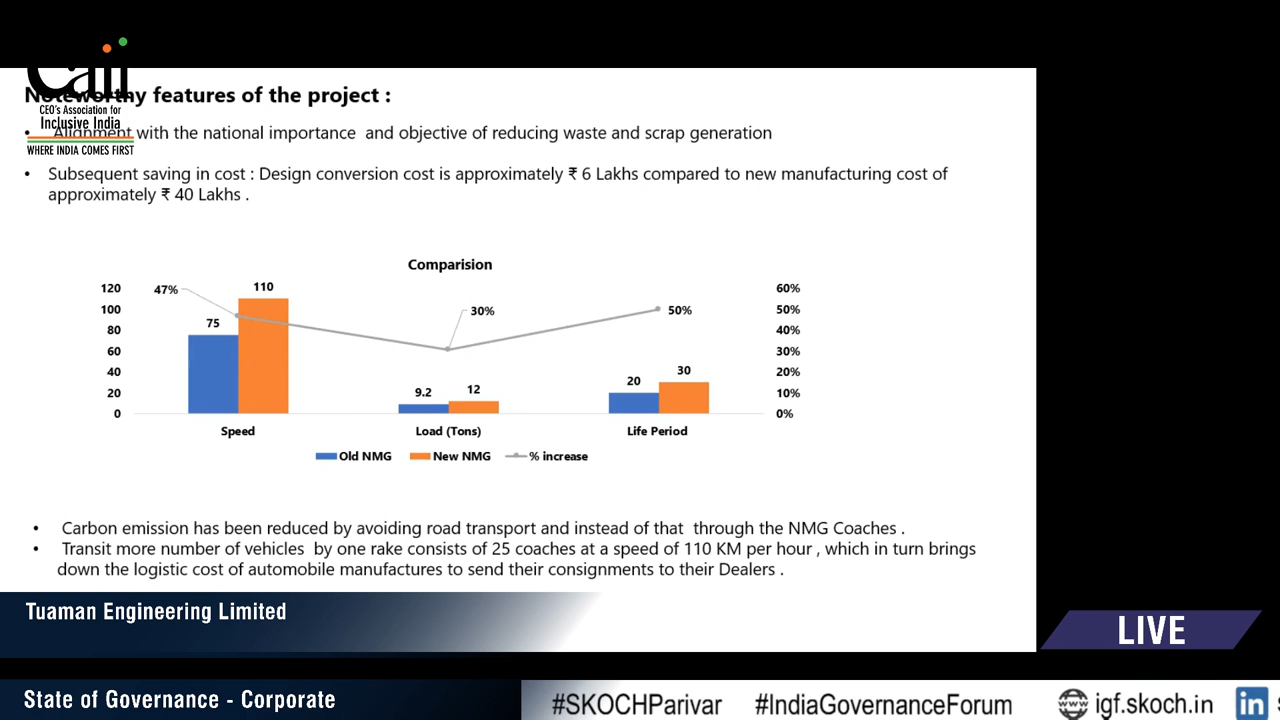 Caii
CEO's Association for
Inclusive India
WHERE INDIA COMES FIRST
Noteworthy features of the project :
• Alignment with the national importance and objective of reducing waste and scrap generation
• Subsequent saving in cost : Design conversion cost is approximately ₹ 6 Lakhs compared to new manufacturing cost of
approximately ₹ 40 Lakhs .
Comparision
120
100
80
60
40
20
0
47%
75
110
9.2
12
30%
20
30
50%
60%
50%
40%
30%
20%
10%
0%
Speed
Load (Tons)
Life Period
Old NMG
New NMG
% increase
• Carbon emission has been reduced by avoiding road transport and instead of that through the NMG Coaches .
• Transit more number of vehicles by one rake consists of 25 coaches at a speed of 110 KM per hour , which in turn brings
down the logistic cost of automobile manufactures to send their consignments to their Dealers .
Tuaman Engineering Limited
LIVE
State of Governance - Corporate
#SKOCHParivar
#IndiaGovernanceForum
www
igf.skoch.in
in